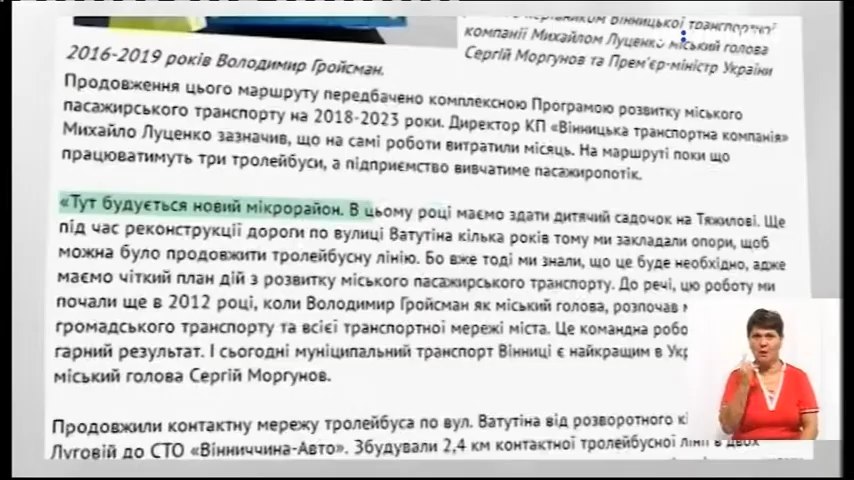 Вінницької транспортної
компанії Михайлом Луценко міський голова
Сергій Моргунов та Прем'єр-міністр України
2016-2019 років Володимир Гройсман.
Продовження цього маршруту передбачено комплексною Програмою розвитку міського
пасажирського транспорту на 2018-2023 роки. Директор КП «Вінницька транспортна компанія»
Михайло Луценко зазначив, що на самі роботи витратили місяць. На маршруті поки що
працюватимуть три тролейбуси, а підприємство вивчатиме пасажиропотік.
«Тут будується новий мікрорайон. В цьому році маємо здати дитячий садочок на Тяжилові. Ще
під час реконструкції дороги по вулиці Ватутіна кілька років тому ми закладали опори, щоб
можна було продовжити тролейбусну лінію. Бо вже тоді ми знали, що це буде необхідно, адже
маємо чіткий план дій з розвитку міського пасажирського транспорту. До речі, цю роботу ми
почали ще в 2012 році, коли Володимир Гройсман як міський голова, розпочав
громадського транспорту та всієї транспортної мережі міста. Це командна
гарний результат. І сьогодні муніципальний транспорт Вінниці є найкращим в
міський голова Сергій Моргунов.
Продовжили контактну мережу тролейбуса по вул. Ватутіна від розворотного
Луговій до СТО «Вінниччина-Авто». Збудували 2,4 км контактної тролейбусної лінії в двох